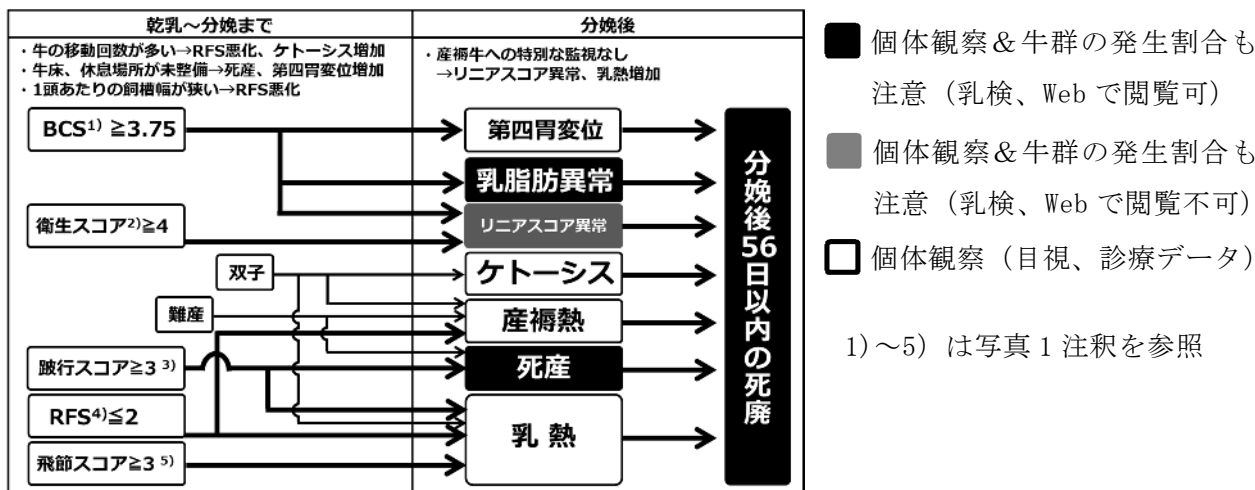 乾乳～分娩まで
分娩後
・牛の移動回数が多い→RFS悪化、ケトーシス増加
・牛床、休息場所が未整備→死産、第四胃変位増加
・1頭あたりの飼槽幅が狭い→RFS悪化
・産褥牛への特別な監視なし
→リニアスコア異常、乳熱増加
BCS1) ≧3.75
衛生スコア2)≧4
双子
難産
跛行スコア≧3 3)
RFS4)≦2
飛節スコア≧3 5)
第四胃変位
乳脂肪異常
リニアスコア異常
ケトーシス
産褥熱
死産
乳 熱
分娩後56日以内の死廃
個体観察＆牛群の発生割合も
注意（乳検、Web で閲覧可）
個体観察＆牛群の発生割合も
注意（乳検、Web で閲覧不可）
個体観察（目視、診療データ）
1)～5) は写真 1 注釈を参照